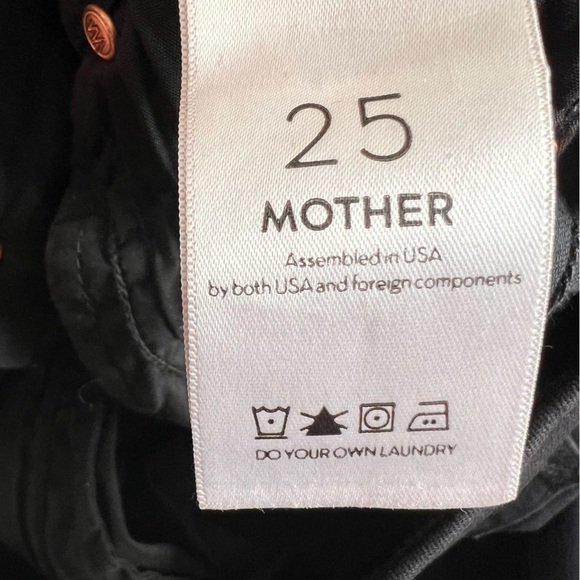 25
MOTHER
Assembled in USA
by both USA and foreign components
DO YOUR OWN LAUNDRY